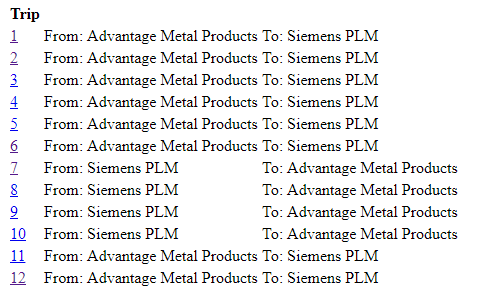 Trip
1 From: Advantage Metal Products To: Siemens PLM
2 From: Advantage Metal Products To: Siemens PLM
3 From: Advantage Metal Products To: Siemens PLM
4 From: Advantage Metal Products To: Siemens PLM
5 From: Advantage Metal Products To: Siemens PLM
6 From: Advantage Metal Products To: Siemens PLM
7 From: Siemens PLM To: Advantage Metal Products
8 From: Siemens PLM To: Advantage Metal Products
9 From: Siemens PLM To: Advantage Metal Products
10 From: Siemens PLM To: Advantage Metal Products
11 From: Advantage Metal Products To: Siemens PLM
12 From: Advantage Metal Products To: Siemens PLM